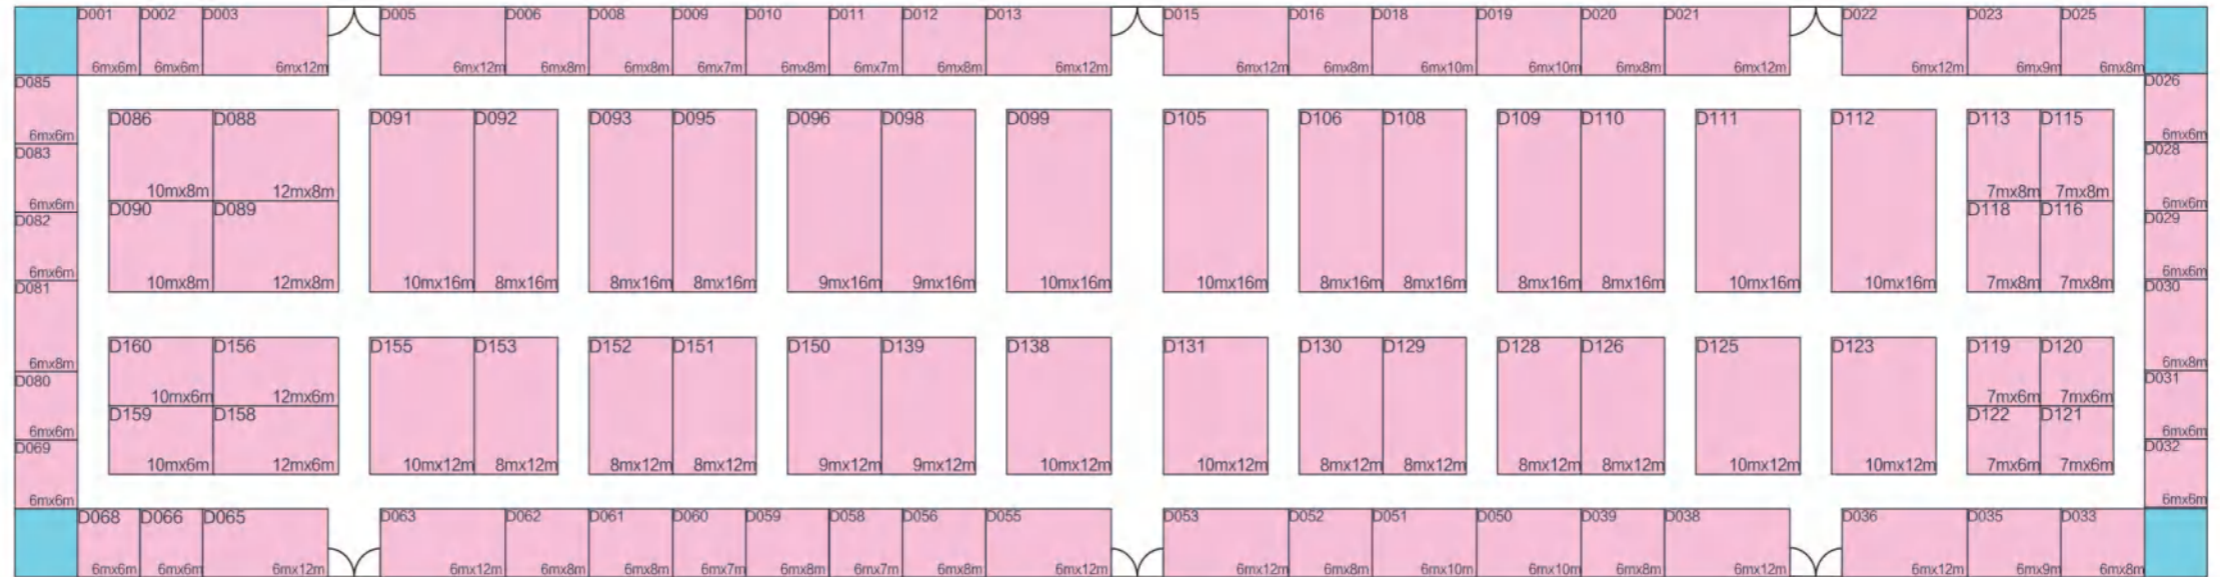 D001 D002 D003 D005 D006 D008 D009 D010 D011 D012 D013 D015 D016 D018 D019 D020 D021 D022 D023 D025
6mx6m 6mx6m 6mx12m 6mx12m 6mx8m 6mx8m 6mx7m 6mx8m 6mx7m 6mx8m 6mx12m 6mx12m 6mx8m 6mx10m 6mx10m 6mx8m 6mx12m 6mx12m 6mx9m 6mx8m
D085 D026
D086 D088 D091 D092 D093 D095 D096 D098 D099 D105 D106 D108 D109 D110 D111 D112 D113 D115
6mx6m 6mx6m
D083 D028
10mx8m 12mx8m 7mx8m 7mx8m
6mx6m 6mx6m
D090 D089 D118 D116
D082 D029
6mx6m 6mx6m
10mx8m 12mx8m 10mx16m 8mx16m 8mx16m 8mx16m 9mx16m 9mx16m 10mx16m 10mx16m 8mx16m 8mx16m 8mx16m 8mx16m 10mx16m 10mx16m 7mx8m 7mx8m
D081 D030
D160 D156 D155 D153 D152 D151 D150 D139 D138 D131 D130 D129 D128 D126 D125 D123 D119 D120
6mx8m 6mx8m
D080 D031
10mx6m 12mx6m 7mx6m 7mx6m
D159 D158 D122 D121
6mx6m 6mx6m
D069 D032
10mx6m 12mx6m 10mx12m 8mx12m 8mx12m 8mx12m 9mx12m 9mx12m 10mx12m 10mx12m 8mx12m 8mx12m 8mx12m 8mx12m 10mx12m 10mx12m 7mx6m 7mx6m
6mx6m 6mx6m
D068 D066 D065 D063 D062 D061 D060 D059 D058 D056 D055 D053 D052 D051 D050 D039 D038 D036 D035 D033
6mx6m 6mx6m 6mx12m 6mx12m 6mx8m 6mx8m 6mx7m 6mx8m 6mx7m 6mx8m 6mx12m 6mx12m 6mx8m 6mx10m 6mx10m 6mx8m 6mx12m 6mx12m 6mx9m 6mx8m